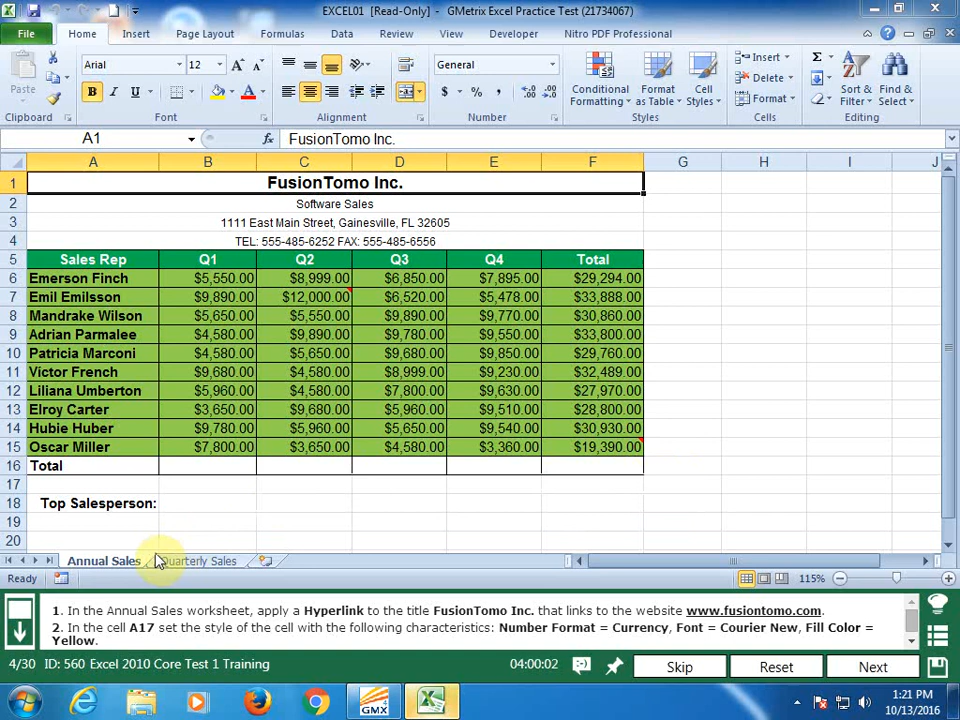 EXCEL01 [Read-Only] - GMetrix Excel Practice Test (21734067)
File Home Insert Page Layout Formulas Data Review View Developer Nitro PDF Professional
Paste Arial 12 General Insert Σ
B I U $ % , .00 Conditional Formatting Format as Table Cell Styles Delete Format Sort & Filter Find & Select
Clipboard Font Alignment Number Styles Cells Editing
A1 fx FusionTomo Inc.
A B C D E F G H I J
1 FusionTomo Inc.
2 Software Sales
3 1111 East Main Street, Gainesville, FL 32605
4 TEL: 555-485-6252 FAX: 555-485-6556
5 Sales Rep Q1 Q2 Q3 Q4 Total
6 Emerson Finch $5,550.00 $8,999.00 $6,850.00 $7,895.00 $29,294.00
7 Emil Emilsson $9,890.00 $12,000.00 $6,520.00 $5,478.00 $33,888.00
8 Mandrake Wilson $5,650.00 $5,550.00 $9,890.00 $9,770.00 $30,860.00
9 Adrian Parmalee $4,580.00 $9,890.00 $9,780.00 $9,550.00 $33,800.00
10 Patricia Marconi $4,580.00 $5,650.00 $9,680.00 $9,850.00 $29,760.00
11 Victor French $9,680.00 $4,580.00 $8,999.00 $9,230.00 $32,489.00
12 Liliana Umberton $5,960.00 $4,580.00 $7,800.00 $9,630.00 $27,970.00
13 Elroy Carter $3,650.00 $9,680.00 $5,960.00 $9,510.00 $28,800.00
14 Hubie Huber $9,780.00 $5,960.00 $5,650.00 $9,540.00 $30,930.00
15 Oscar Miller $7,800.00 $3,650.00 $4,580.00 $3,360.00 $19,390.00
16 Total
17
18 Top Salesperson:
19
20
Annual Sales Quarterly Sales
Ready 115%
1. In the Annual Sales worksheet, apply a Hyperlink to the title FusionTomo Inc. that links to the website www.fusiontomo.com.
2. In the cell A17 set the style of the cell with the following characteristics: Number Format = Currency, Font = Courier New, Fill Color =
Yellow.
4/30 ID: 560 Excel 2010 Core Test 1 Training 04:00:02 Skip Reset Next
GMX 1:21 PM
10/13/2016